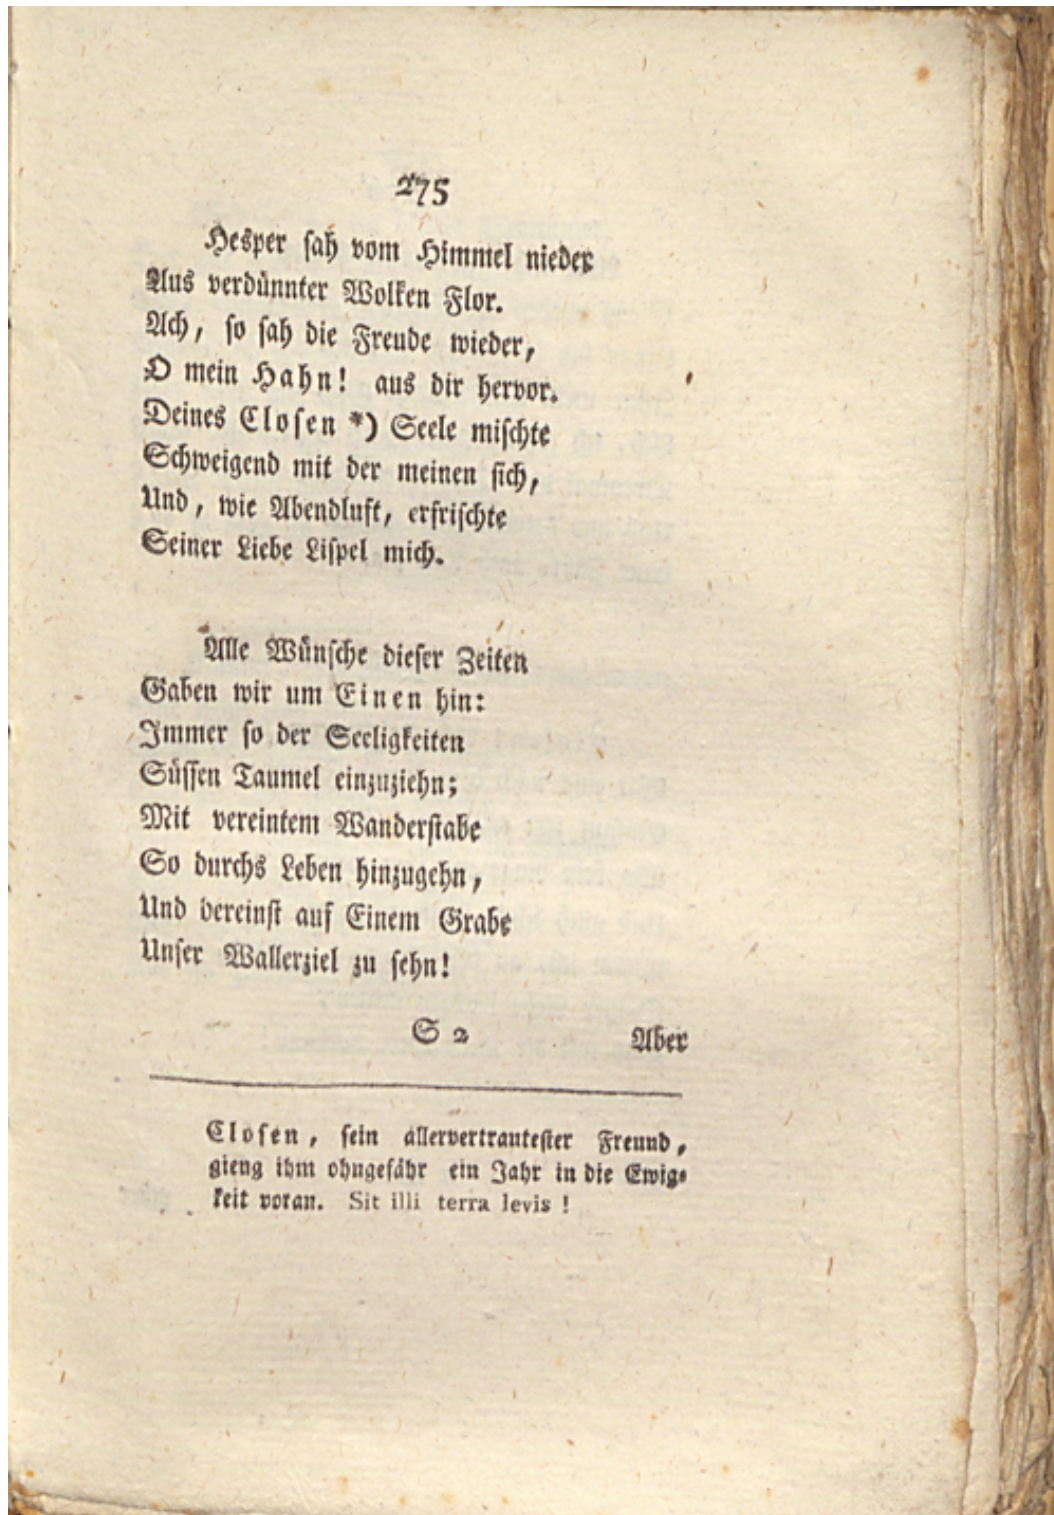 275
Hesper sah vom Himmel nieder
Aus verdünnter Wolken Flor.
Ach, so sah die Freude wieder,
O mein Hahn! aus dir hervor.
Deines Closen *) Seele mischte
Schweigend mit der meinen sich,
Und, wie Abendluft, erfrischte
Seiner Liebe Lispel mich.
Alle Wünsche dieser Zeiten
Gaben wir um Einen hin:
Immer so der Seeligkeiten
Süssen Taumel einzuziehn;
Mit vereintem Wanderstabe
So durchs Leben hinzugehn,
Und dereinst auf Einem Grabe
Unser Wallerziel zu sehn!
S 2 Aber
Closen, sein allervertrautester Freund,
gieng ihm ohngefähr ein Jahr in die Ewig-
keit voran. Sit illi terra levis!